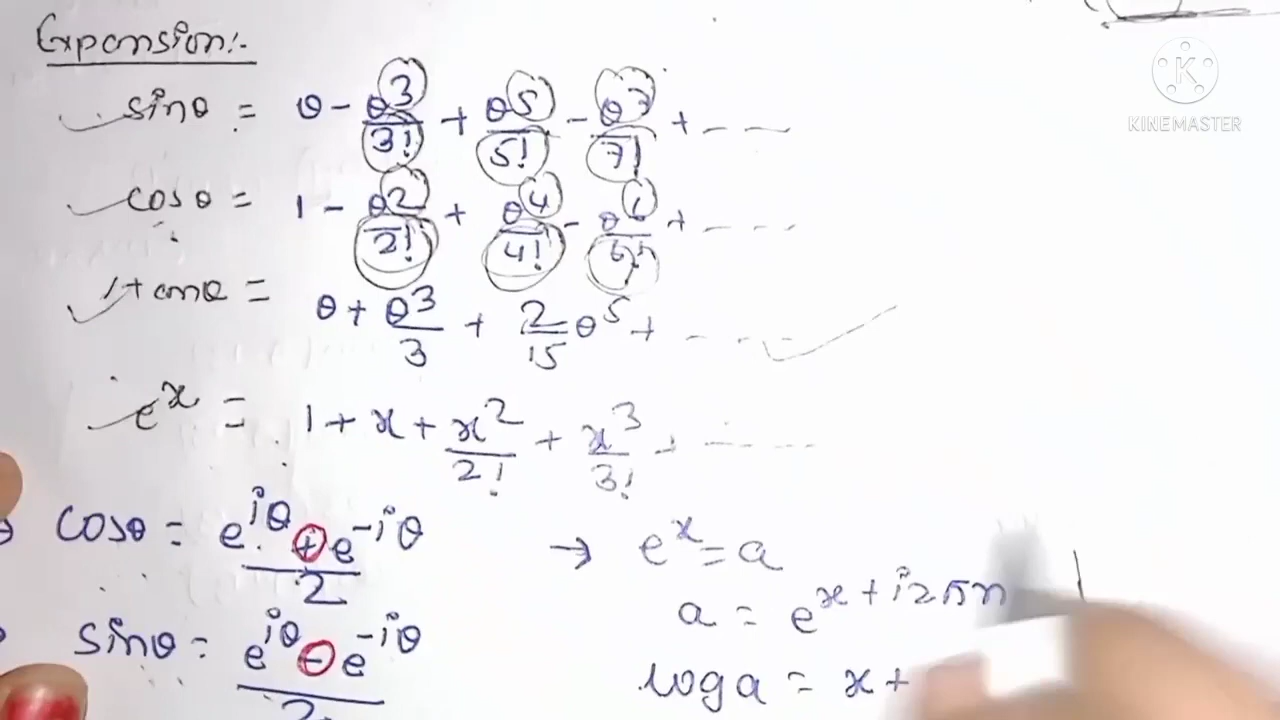 Expansion:-
KINEMASTER
sinθ = θ - θ³/3! + θ⁵/5! - θ⁷/7! + - -
cosθ = 1 - θ²/2! + θ⁴/4! - θ⁶/6! + - - -
tanθ = θ + θ³/3 + 2/15 θ⁵ + - - -
eˣ = 1 + x + x²/2! + x³/3! + - - -
cosθ = (e^iθ + e^-iθ)/2
→ eˣ = a
a = e^x + i2πn
sinθ = e^iθ - e^-iθ
log a = x +